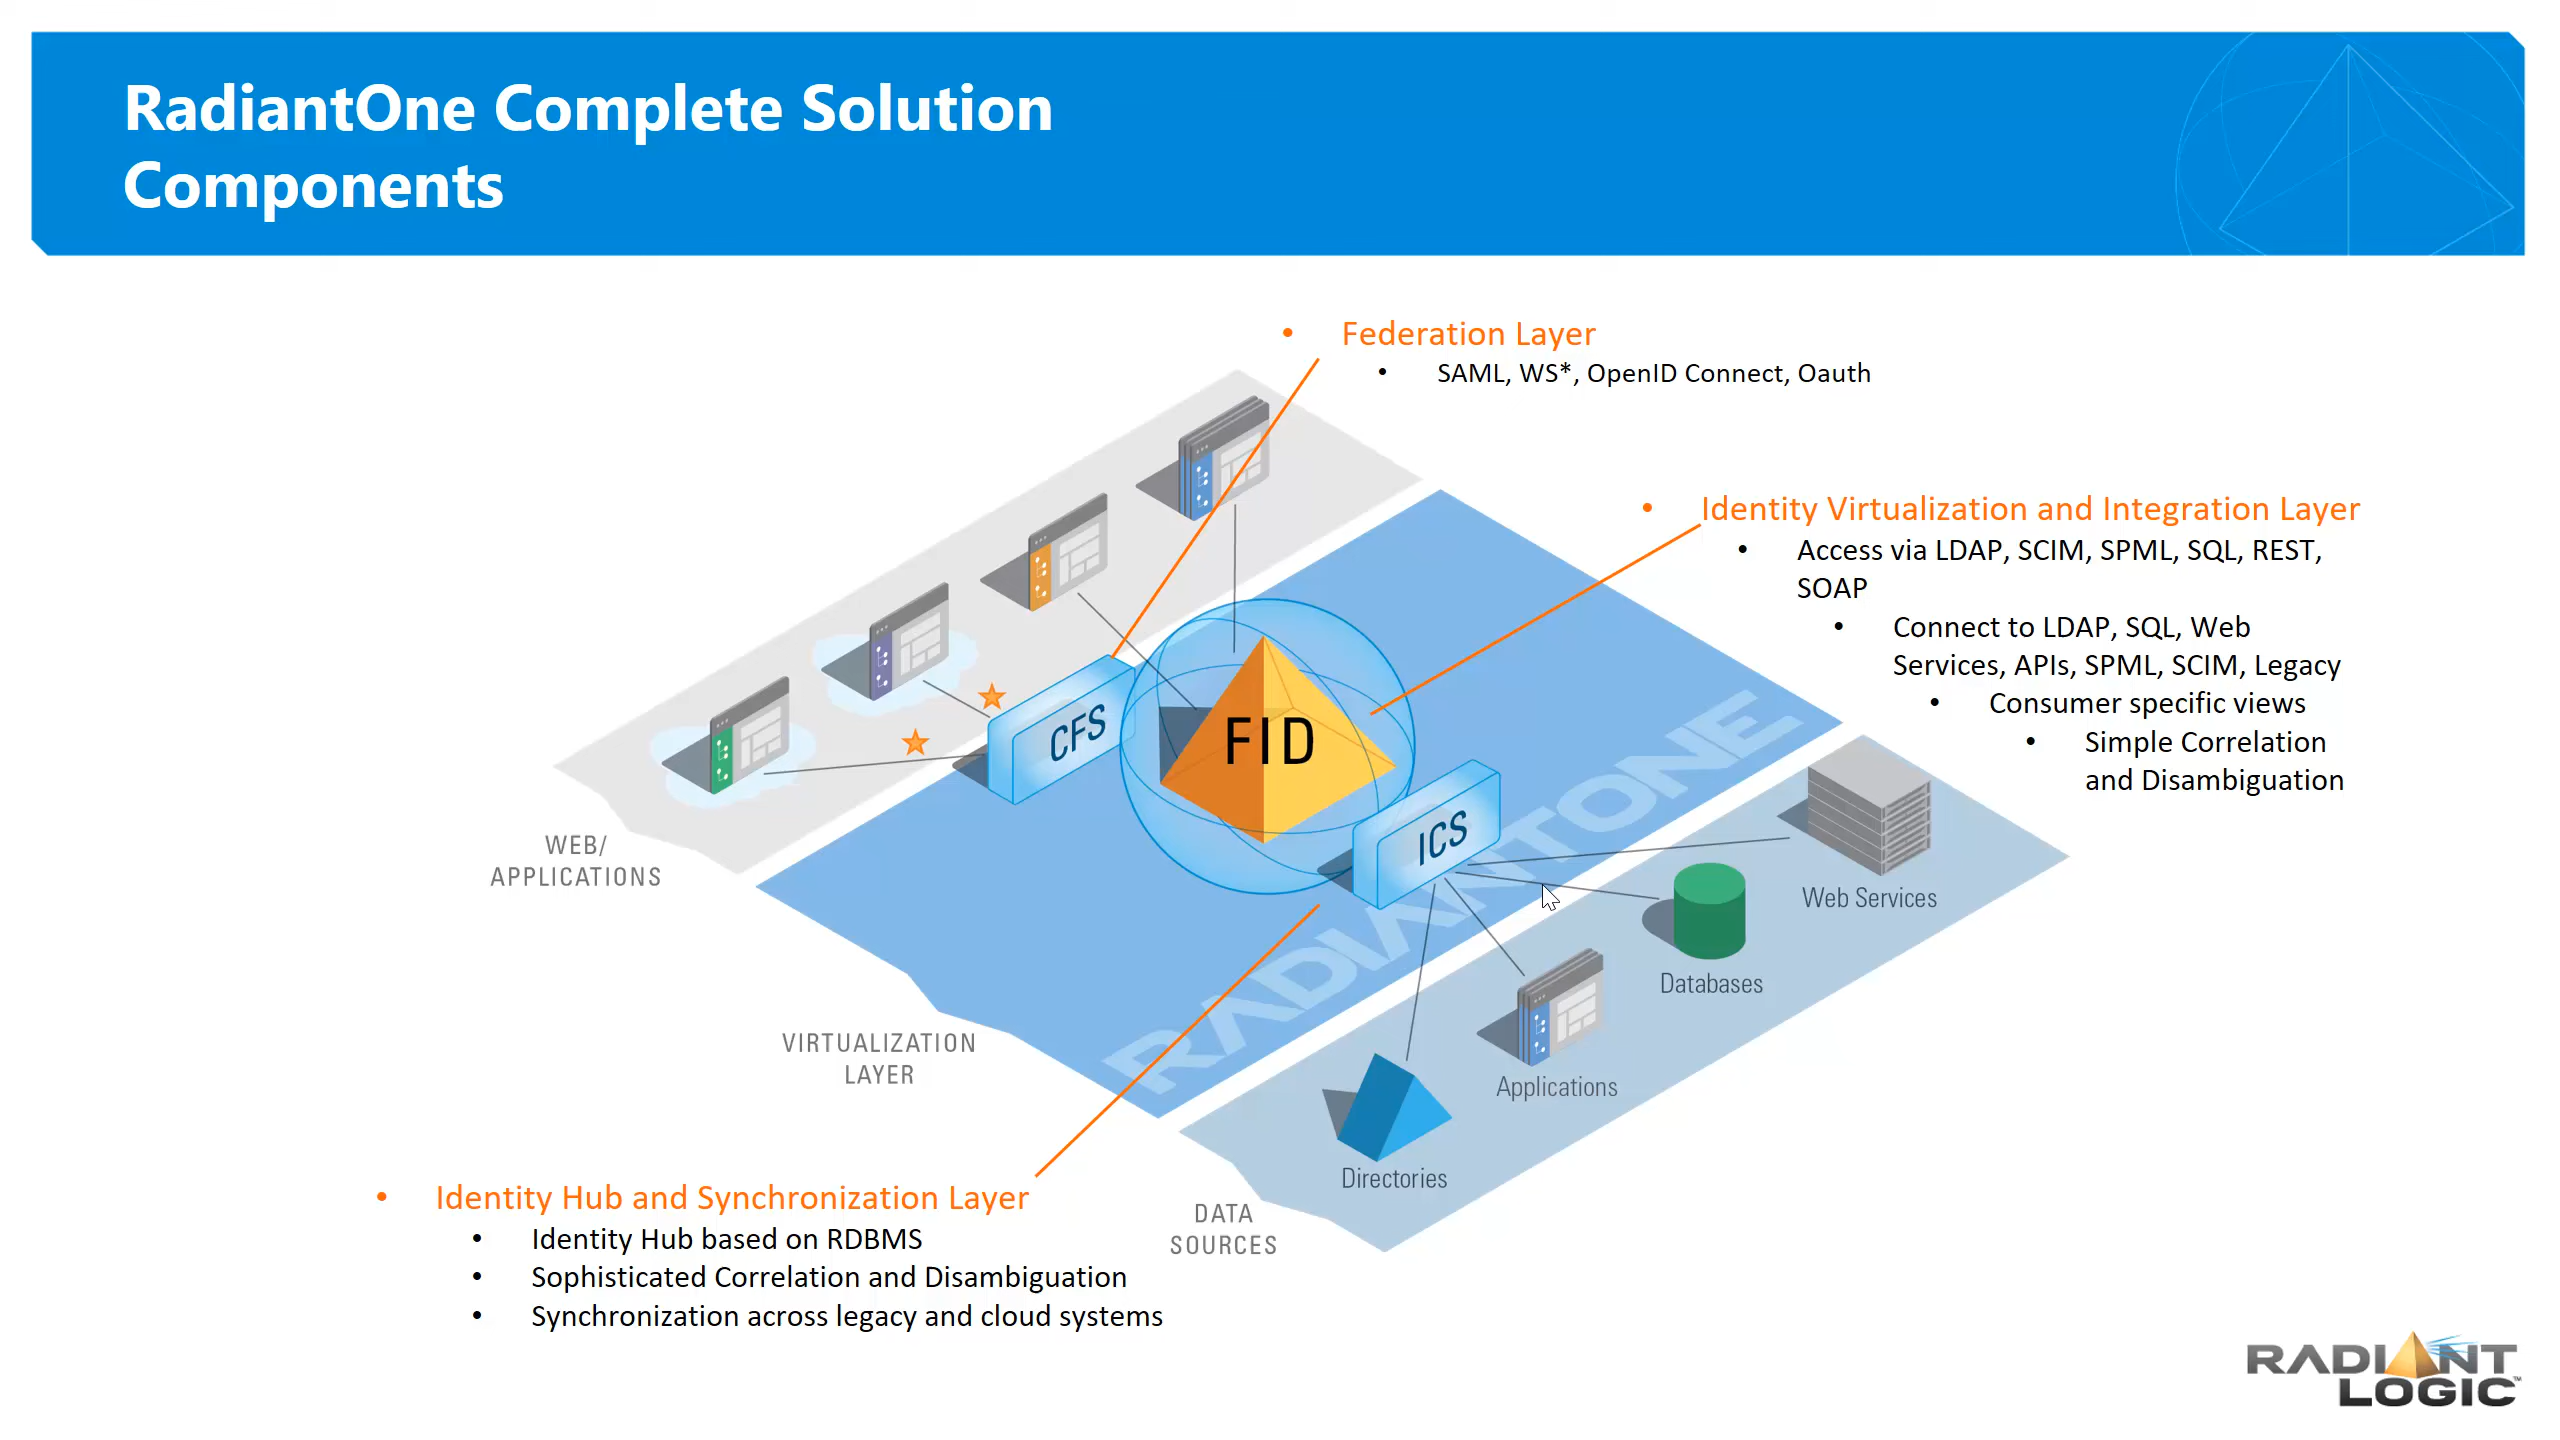 RadiantOne Complete Solution
Components
• Federation Layer
• SAML, WS*, OpenID Connect, Oauth
• Identity Virtualization and Integration Layer
• Access via LDAP, SCIM, SPML, SQL, REST,
SOAP
• Connect to LDAP, SQL, Web
Services, APIs, SPML, SCIM, Legacy
• Consumer specific views
• Simple Correlation
and Disambiguation
CFS
FID
ICS
RADIANTONE
WEB/
APPLICATIONS
VIRTUALIZATION
LAYER
Web Services
Databases
Applications
Directories
DATA
SOURCES
• Identity Hub and Synchronization Layer
• Identity Hub based on RDBMS
• Sophisticated Correlation and Disambiguation
• Synchronization across legacy and cloud systems
RADIANT
LOGIC™